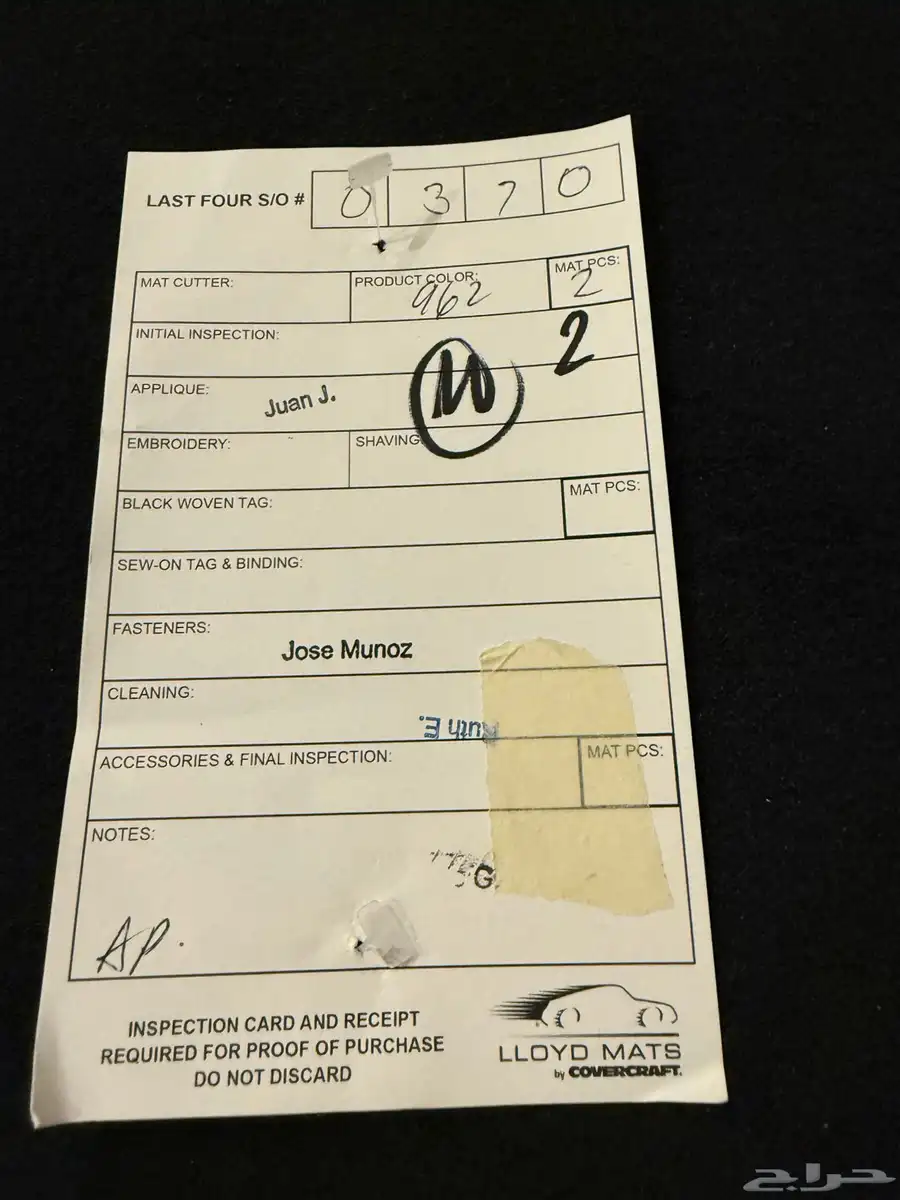 LAST FOUR S/O # 0 3 7 0
MAT CUTTER: PRODUCT COLOR: 962 MAT PCS: 2
INITIAL INSPECTION: 2
APPLIQUE: Juan J. M
EMBROIDERY: SHAVING
BLACK WOVEN TAG: MAT PCS:
SEW-ON TAG & BINDING:
FASTENERS: Jose Munoz
CLEANING: Ruth E.
ACCESSORIES & FINAL INSPECTION: MAT PCS:
NOTES:
G.
AP.
INSPECTION CARD AND RECEIPT
REQUIRED FOR PROOF OF PURCHASE
DO NOT DISCARD
LLOYD MATS
by COVERCRAFT.
حراج